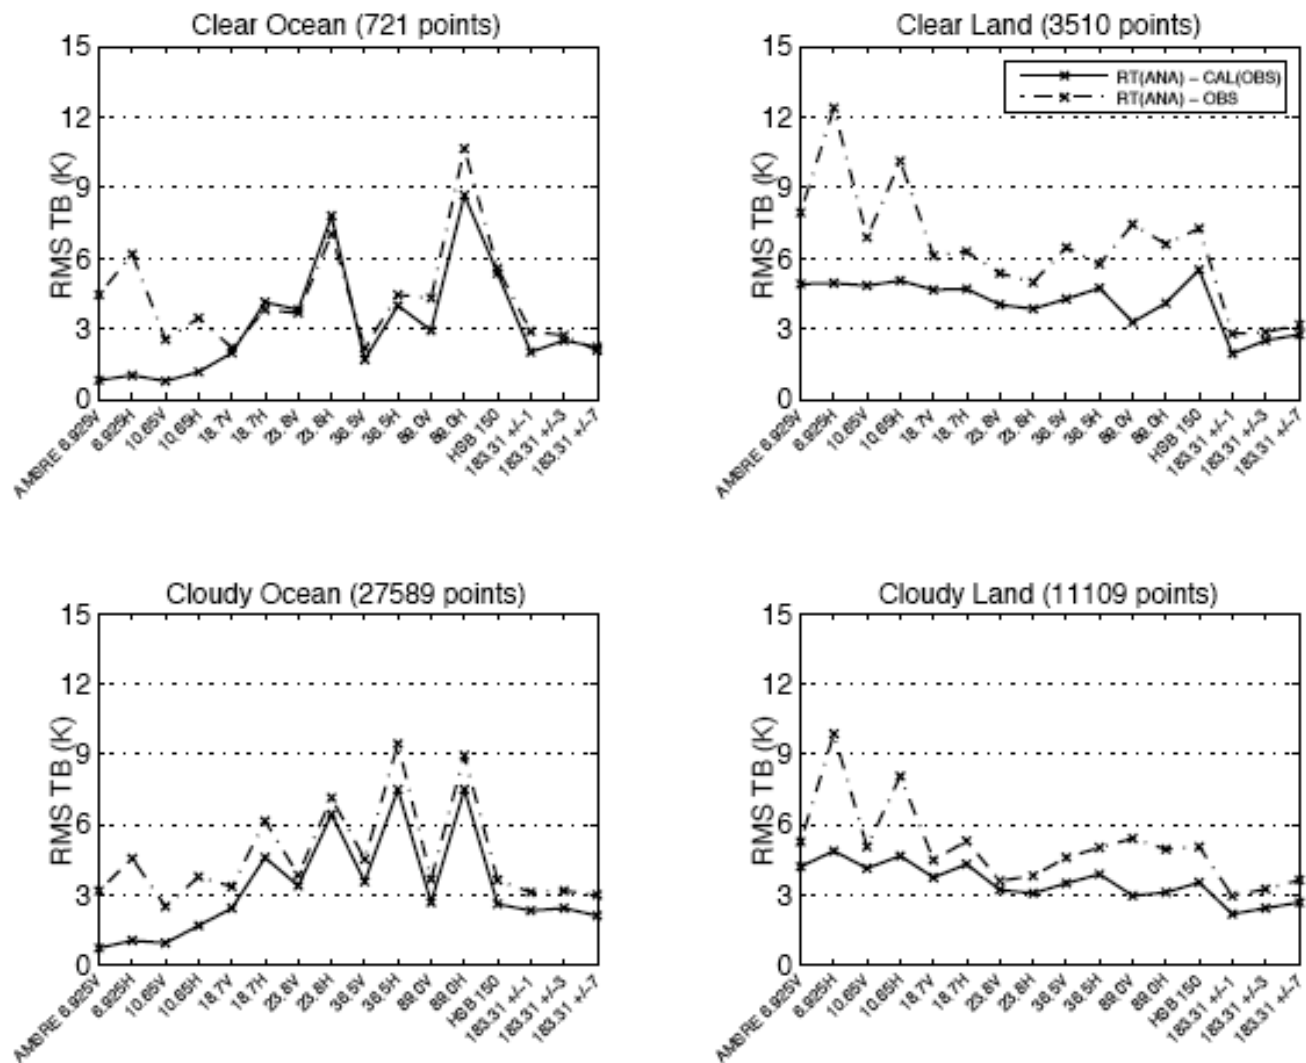 Clear Ocean (721 points)
15
12
9
6
3
0
RMS TB (K)
AMSRE 6.925V
6.925H
10.65V
10.65H
18.7V
18.7H
23.8V
23.8H
36.5V
36.5H
89.0V
89.0H
HSB 150
183.31 +/-1
183.31 +/-3
183.31 +/-7
Clear Land (3510 points)
RT(ANA) - CAL(OBS)
RT(ANA) - OBS
15
12
9
6
3
0
RMS TB (K)
AMSRE 6.925V
6.925H
10.65V
10.65H
18.7V
18.7H
23.8V
23.8H
36.5V
36.5H
89.0V
89.0H
HSB 150
183.31 +/-1
183.31 +/-3
183.31 +/-7
Cloudy Ocean (27589 points)
15
12
9
6
3
0
RMS TB (K)
AMSRE 6.925V
6.925H
10.65V
10.65H
18.7V
18.7H
23.8V
23.8H
36.5V
36.5H
89.0V
89.0H
HSB 150
183.31 +/-1
183.31 +/-3
183.31 +/-7
Cloudy Land (11109 points)
15
12
9
6
3
0
RMS TB (K)
AMSRE 6.925V
6.925H
10.65V
10.65H
18.7V
18.7H
23.8V
23.8H
36.5V
36.5H
89.0V
89.0H
HSB 150
183.31 +/-1
183.31 +/-3
183.31 +/-7